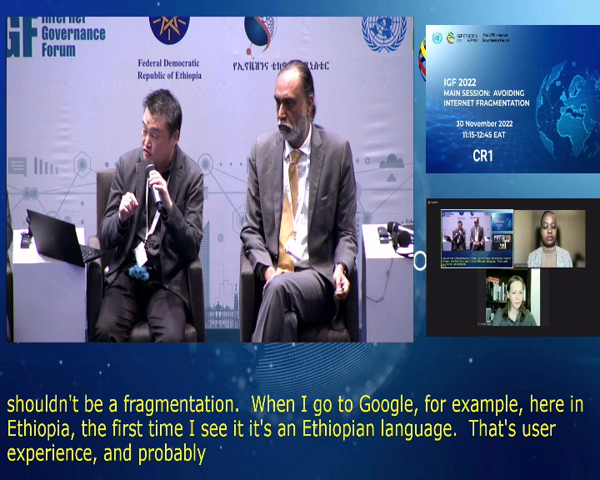 Internet
Governance
Forum
Federal Democratic
Republic of Ethiopia
IGF 2022
MAIN SESSION: AVOIDING
INTERNET FRAGMENTATION
30 November 2022
11:15-12:45 EAT
CR1
shouldn't be a fragmentation. When I go to Google, for example, here in
Ethiopia, the first time I see it it's an Ethiopian language. That's user
experience, and probably